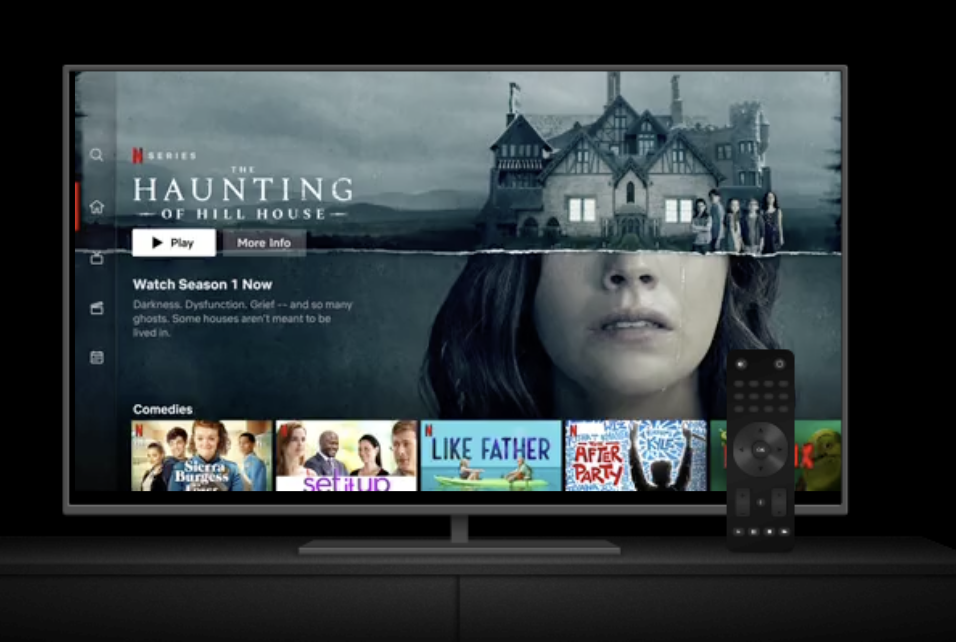 SERIES
THE
HAUNTING
OF HILL HOUSE
Play
More Info
Watch Season 1 Now
Darkness. Dysfunction. Grief -- and so many
ghosts. Some houses aren't meant to be
lived in.
Comedies
Sierra
Burgess
set it up
LIKE FATHER
THE
AFTER
PARTY
KYLE